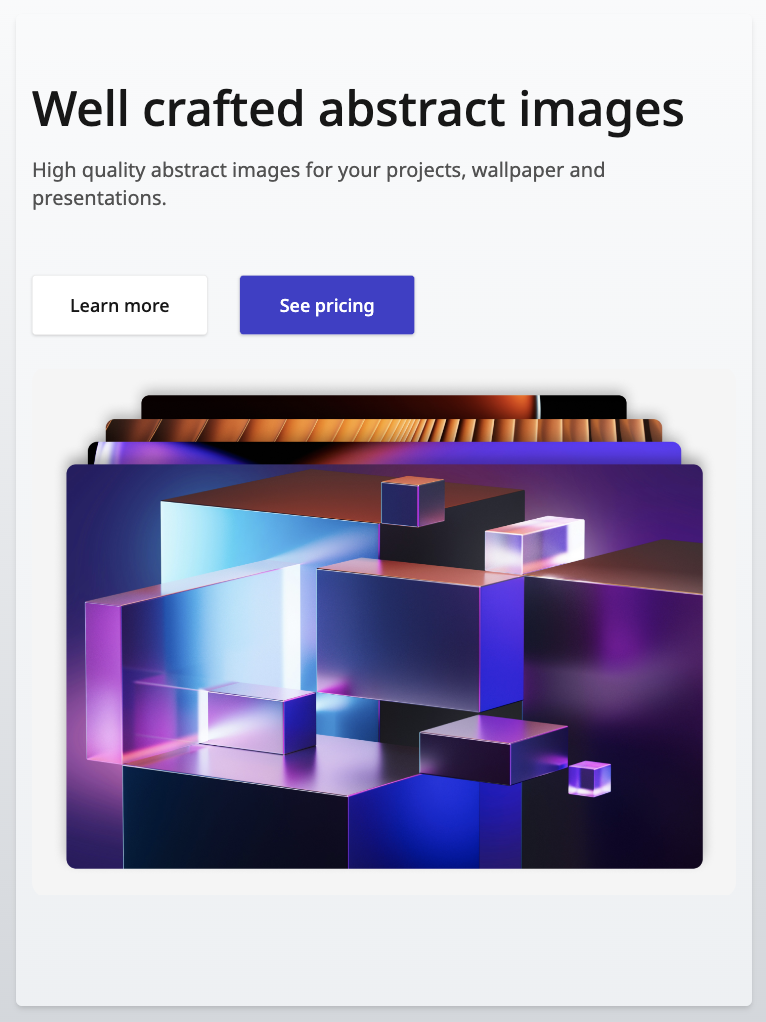 Well crafted abstract images
High quality abstract images for your projects, wallpaper and
presentations.
Learn more
See pricing